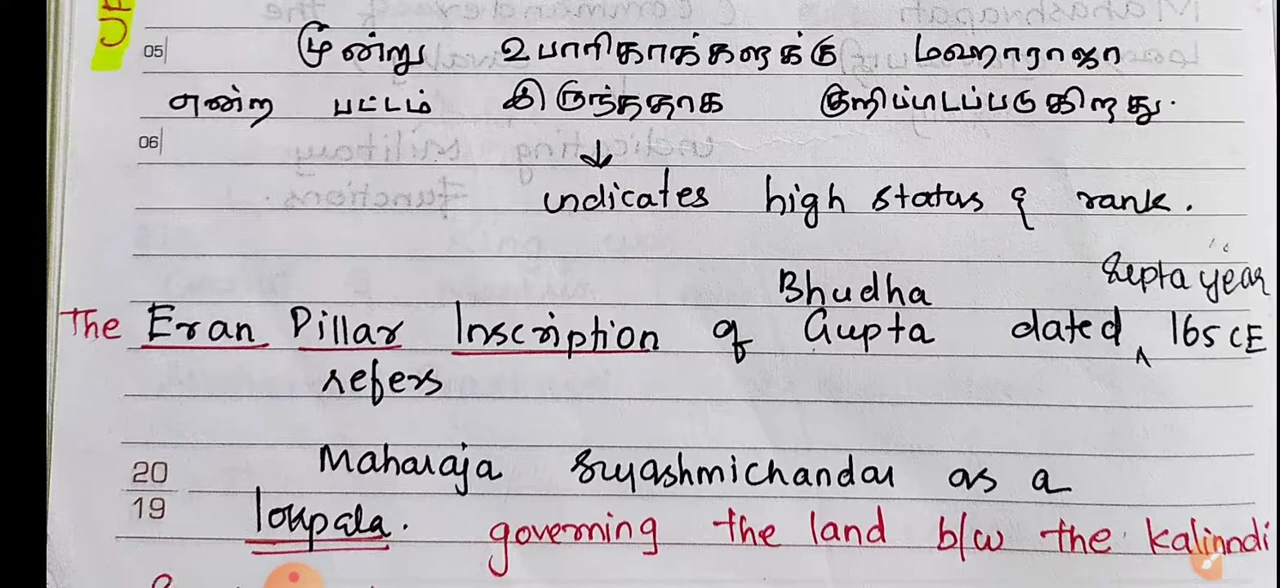 05 மூன்று உபாரிகாக்களுக்கு மஹாராஜா
என்ற பட்டம் இருந்ததாக குறிப்பிடப்படுகிறது.
06
↓
indicates high status & rank.
Gupta year
Bhudha
The Eran Pillar Inscription of Gupta dated ^ 165 CE
refers
20 Maharaja Suyashmichandar as a
19 lokpala. governing the land b/w the kalinndi